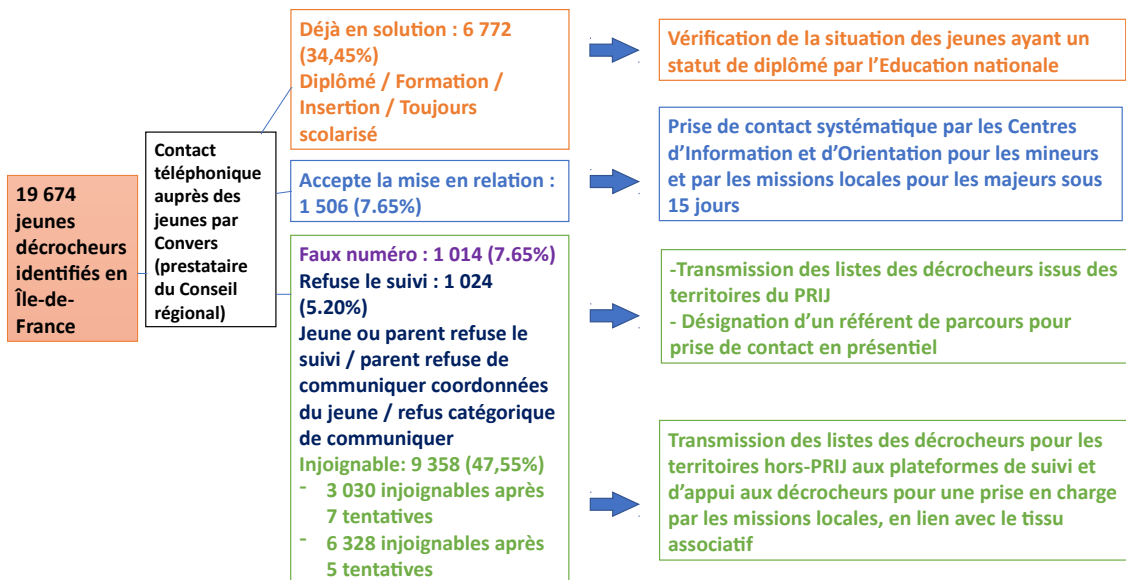 19 674
jeunes
décrocheurs
identifiés en
Île-de-
France
Contact
téléphonique
auprès des
jeunes par
Convers
(prestataire
du Conseil
régional)
Déjà en solution : 6 772
(34,45%)
Diplômé / Formation /
Insertion / Toujours
scolarisé
Vérification de la situation des jeunes ayant un
statut de diplômé par l’Education nationale
Accepte la mise en relation :
1 506 (7.65%)
Prise de contact systématique par les Centres
d’Information et d’Orientation pour les mineurs
et par les missions locales pour les majeurs sous
15 jours
Faux numéro : 1 014 (7.65%)
Refuse le suivi : 1 024
(5.20%)
Jeune ou parent refuse le
suivi / parent refuse de
communiquer coordonnées
du jeune / refus catégorique
de communiquer
Injoignable: 9 358 (47,55%)
- 3 030 injoignables après
7 tentatives
- 6 328 injoignables après
5 tentatives
-Transmission des listes des décrocheurs issus des
territoires du PRIJ
- Désignation d’un référent de parcours pour
prise de contact en présentiel
Transmission des listes des décrocheurs pour les
territoires hors-PRIJ aux plateformes de suivi et
d’appui aux décrocheurs pour une prise en charge
par les missions locales, en lien avec le tissu
associatif